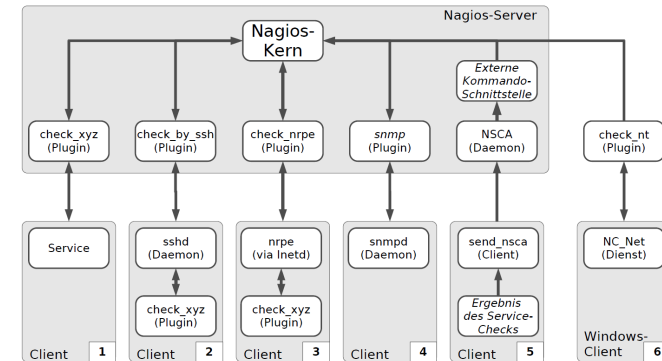 Nagios-Server
Nagios-
Kern
Externe
Kommando-
Schnittstelle
check_xyz
(Plugin)
check_by_ssh
(Plugin)
check_nrpe
(Plugin)
snmp
(Plugin)
NSCA
(Daemon)
check_nt
(Plugin)
Service
sshd
(Daemon)
nrpe
(via Inetd)
snmpd
(Daemon)
send_nsca
(Client)
NC_Net
(Dienst)
check_xyz
(Plugin)
check_xyz
(Plugin)
Ergebnis
des Service-
Checks
Client 1
Client 2
Client 3
Client 4
Client 5
Windows-
Client 6